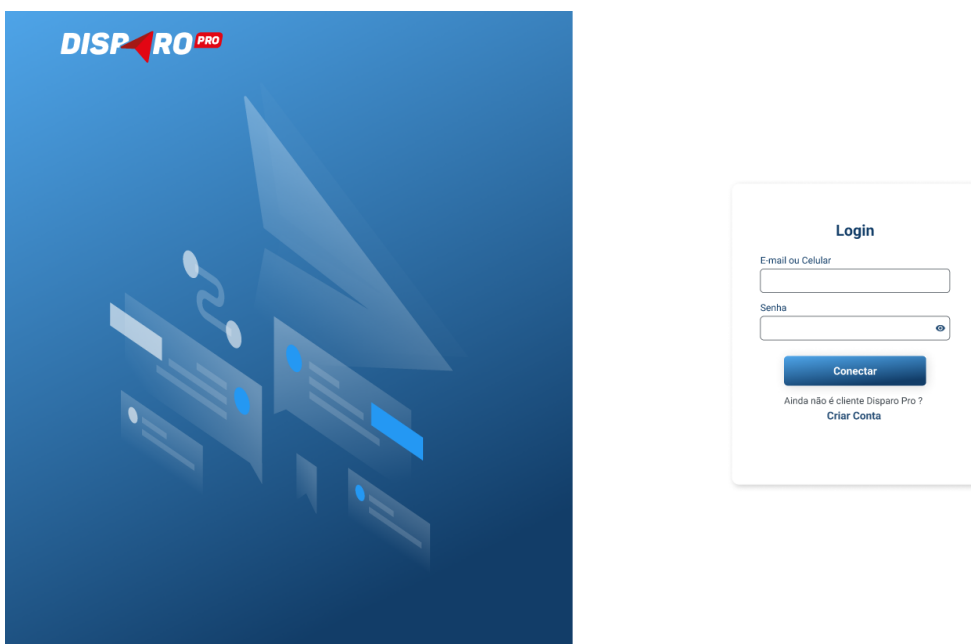 DISPARO PRO
Login
E-mail ou Celular
Senha
Conectar
Ainda não é cliente Disparo Pro ?
Criar Conta